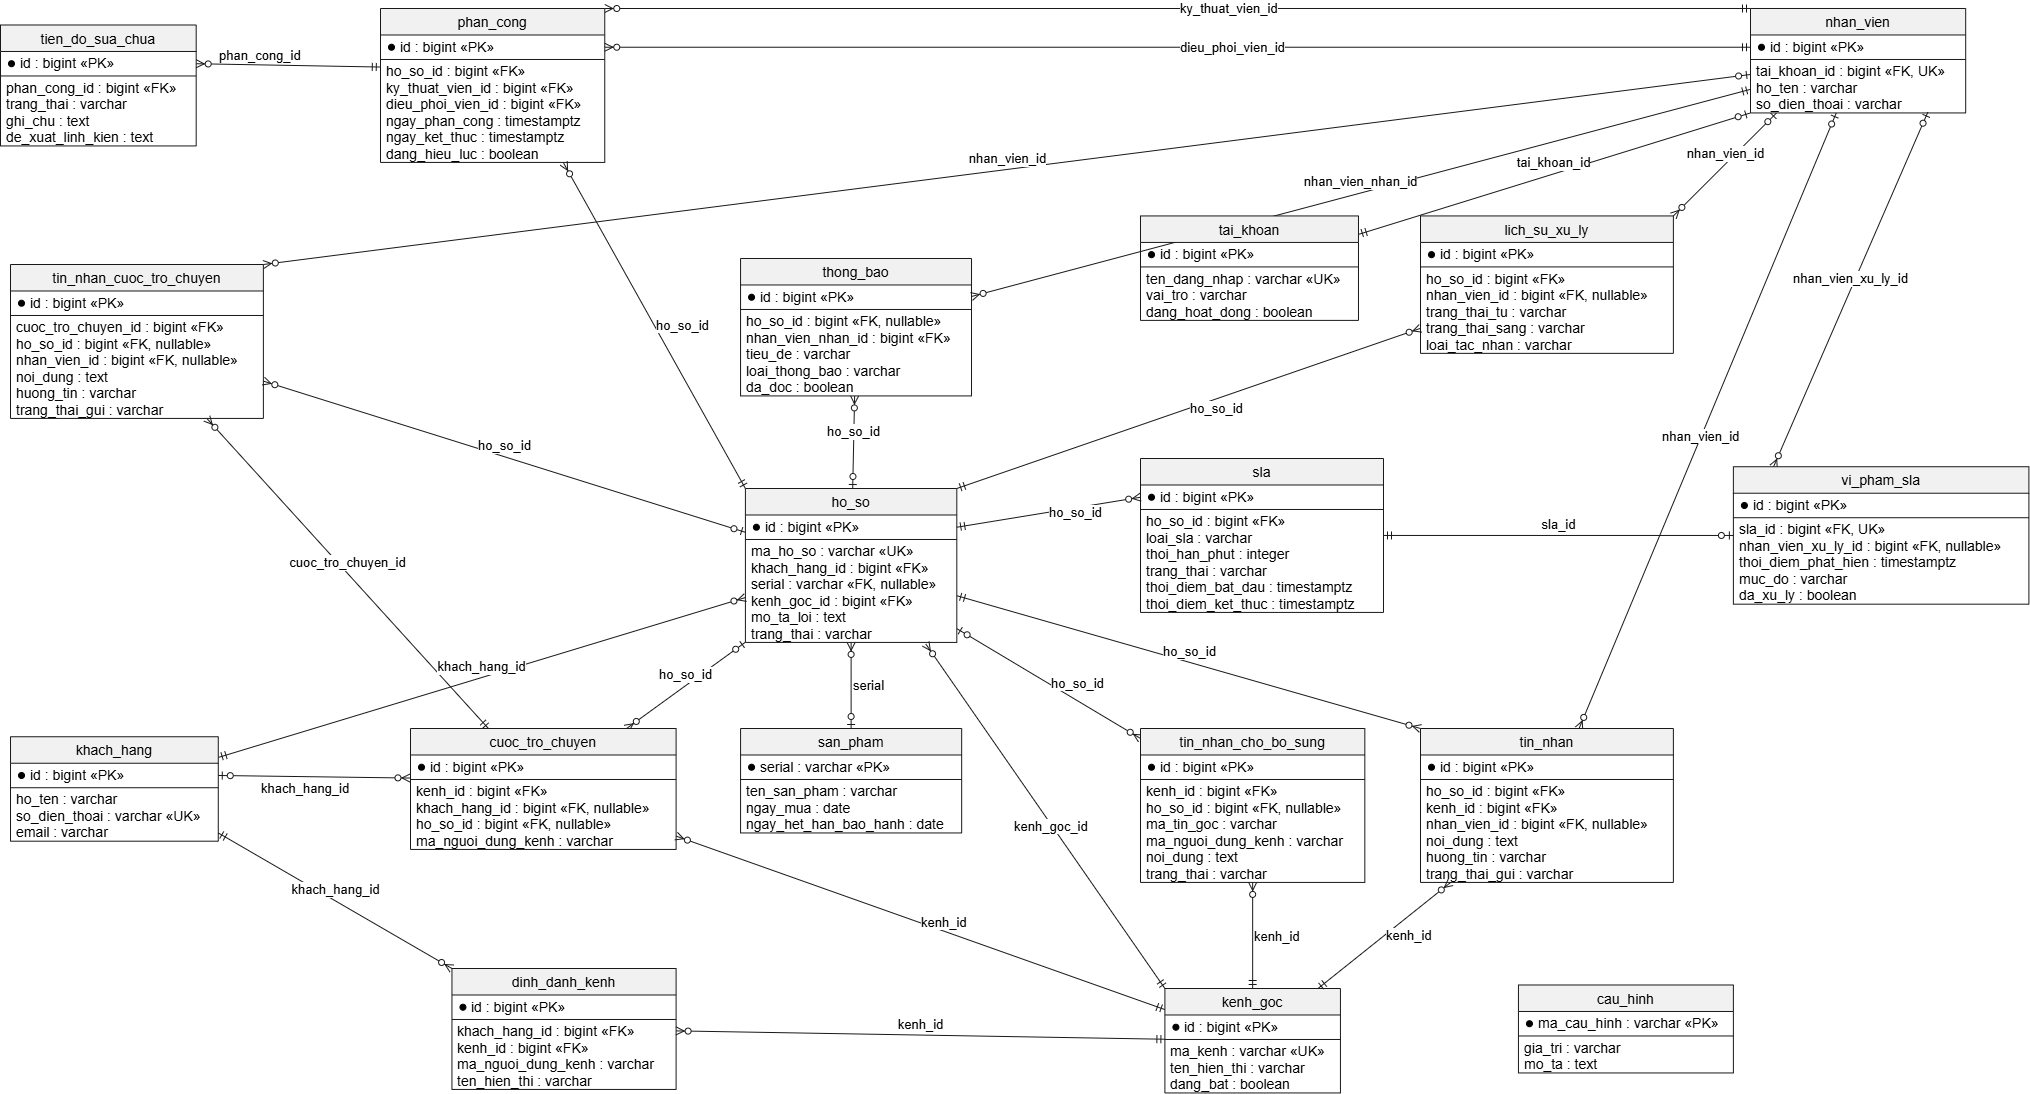 tien_do_sua_chua
● id : bigint «PK»
phan_cong_id : bigint «FK»
trang_thai : varchar
ghi_chu : text
de_xuat_linh_kien : text
phan_cong_id
phan_cong
● id : bigint «PK»
ho_so_id : bigint «FK»
ky_thuat_vien_id : bigint «FK»
dieu_phoi_vien_id : bigint «FK»
ngay_phan_cong : timestamptz
ngay_ket_thuc : timestamptz
dang_hieu_luc : boolean
ky_thuat_vien_id
dieu_phoi_vien_id
nhan_vien
● id : bigint «PK»
tai_khoan_id : bigint «FK, UK»
ho_ten : varchar
so_dien_thoai : varchar
nhan_vien_id
nhan_vien_nhan_id
tai_khoan_id
nhan_vien_id
tin_nhan_cuoc_tro_chuyen
● id : bigint «PK»
cuoc_tro_chuyen_id : bigint «FK»
ho_so_id : bigint «FK, nullable»
nhan_vien_id : bigint «FK, nullable»
noi_dung : text
huong_tin : varchar
trang_thai_gui : varchar
ho_so_id
thong_bao
● id : bigint «PK»
ho_so_id : bigint «FK, nullable»
nhan_vien_nhan_id : bigint «FK»
tieu_de : varchar
loai_thong_bao : varchar
da_doc : boolean
tai_khoan
● id : bigint «PK»
ten_dang_nhap : varchar «UK»
vai_tro : varchar
dang_hoat_dong : boolean
lich_su_xu_ly
● id : bigint «PK»
ho_so_id : bigint «FK»
nhan_vien_id : bigint «FK, nullable»
trang_thai_tu : varchar
trang_thai_sang : varchar
loai_tac_nhan : varchar
nhan_vien_xu_ly_id
ho_so_id
ho_so_id
ho_so_id
nhan_vien_id
ho_so
● id : bigint «PK»
ma_ho_so : varchar «UK»
khach_hang_id : bigint «FK»
serial : varchar «FK, nullable»
kenh_goc_id : bigint «FK»
mo_ta_loi : text
trang_thai : varchar
ho_so_id
sla
● id : bigint «PK»
ho_so_id : bigint «FK»
loai_sla : varchar
thoi_han_phut : integer
trang_thai : varchar
thoi_diem_bat_dau : timestamptz
thoi_diem_ket_thuc : timestamptz
sla_id
vi_pham_sla
● id : bigint «PK»
sla_id : bigint «FK, UK»
nhan_vien_xu_ly_id : bigint «FK, nullable»
thoi_diem_phat_hien : timestamptz
muc_do : varchar
da_xu_ly : boolean
cuoc_tro_chuyen_id
khach_hang_id
ho_so_id
serial
ho_so_id
ho_so_id
khach_hang
● id : bigint «PK»
ho_ten : varchar
so_dien_thoai : varchar «UK»
email : varchar
khach_hang_id
cuoc_tro_chuyen
● id : bigint «PK»
kenh_id : bigint «FK»
khach_hang_id : bigint «FK, nullable»
ho_so_id : bigint «FK, nullable»
ma_nguoi_dung_kenh : varchar
san_pham
● serial : varchar «PK»
ten_san_pham : varchar
ngay_mua : date
ngay_het_han_bao_hanh : date
kenh_goc_id
tin_nhan_cho_bo_sung
● id : bigint «PK»
kenh_id : bigint «FK»
ho_so_id : bigint «FK, nullable»
ma_tin_goc : varchar
ma_nguoi_dung_kenh : varchar
noi_dung : text
trang_thai : varchar
tin_nhan
● id : bigint «PK»
ho_so_id : bigint «FK»
kenh_id : bigint «FK»
nhan_vien_id : bigint «FK, nullable»
noi_dung : text
huong_tin : varchar
trang_thai_gui : varchar
khach_hang_id
kenh_id
kenh_id
kenh_id
dinh_danh_kenh
● id : bigint «PK»
khach_hang_id : bigint «FK»
kenh_id : bigint «FK»
ma_nguoi_dung_kenh : varchar
ten_hien_thi : varchar
kenh_id
kenh_goc
● id : bigint «PK»
ma_kenh : varchar «UK»
ten_hien_thi : varchar
dang_bat : boolean
cau_hinh
● ma_cau_hinh : varchar «PK»
gia_tri : varchar
mo_ta : text